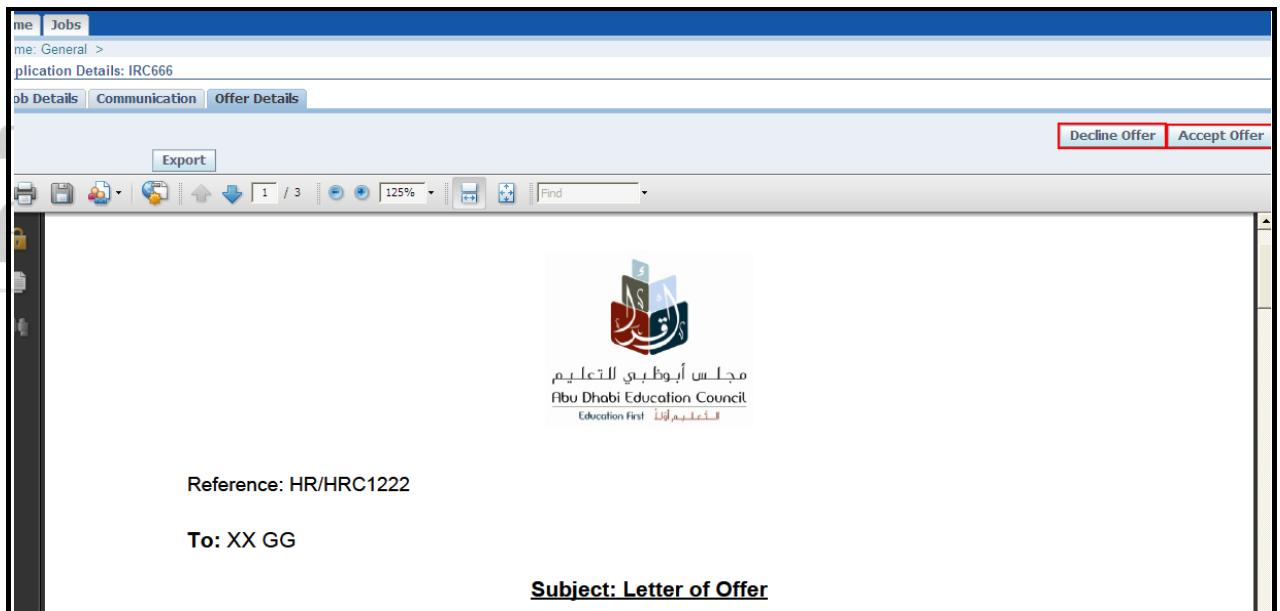 me Jobs
me: General >
plication Details: IRC666
ob Details Communication Offer Details
Decline Offer Accept Offer
Export
1 / 3 125% Find
اقرأ
مجلس أبوظبي للتعليم
Abu Dhabi Education Council
Education First التعليم أولاً
Reference: HR/HRC1222
To: XX GG
Subject: Letter of Offer